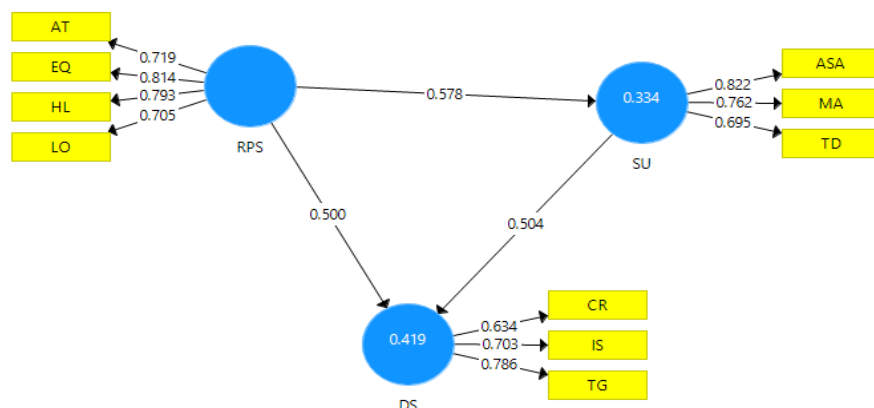 AT
EQ
HL
LO
0.719
0.814
0.793
0.705
RPS
0.578
0.334
SU
0.822
0.762
0.695
ASA
MA
TD
0.500
0.504
0.419
DS
0.634
0.703
0.786
CR
IS
TG